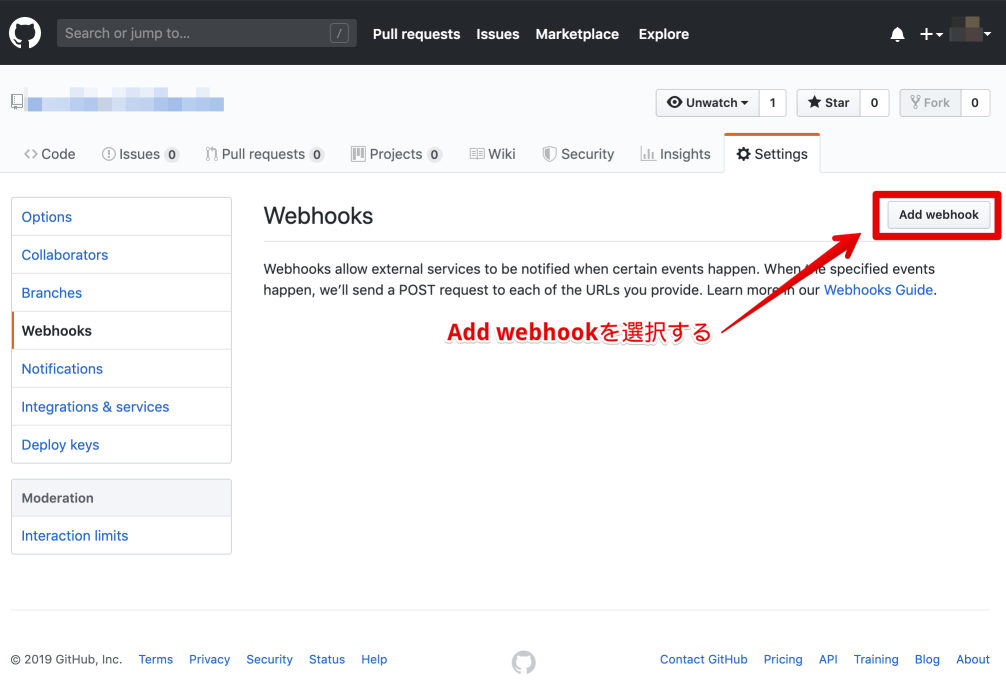 Search or jump to... /
Pull requests Issues Marketplace Explore
Unwatch 1 Star 0 Fork 0
Code Issues 0 Pull requests 0 Projects 0 Wiki Security Insights Settings
Options
Collaborators
Branches
Webhooks
Notifications
Integrations & services
Deploy keys
Moderation
Interaction limits
Webhooks
Add webhook
Webhooks allow external services to be notified when certain events happen. When the specified events
happen, we’ll send a POST request to each of the URLs you provide. Learn more in our Webhooks Guide.
Add webhookを選択する
© 2019 GitHub, Inc. Terms Privacy Security Status Help
Contact GitHub Pricing API Training Blog About